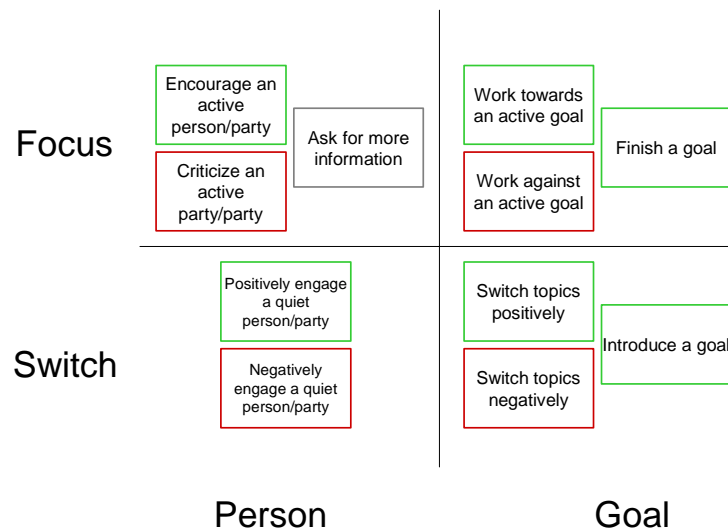 Focus
Encourage an
active
person/party
Criticize an
active
party/party
Ask for more
information
Work towards
an active goal
Work against
an active goal
Finish a goal
Switch
Positively engage
a quiet
person/party
Negatively
engage a quiet
person/party
Switch topics
positively
Switch topics
negatively
Introduce a goal
Person
Goal